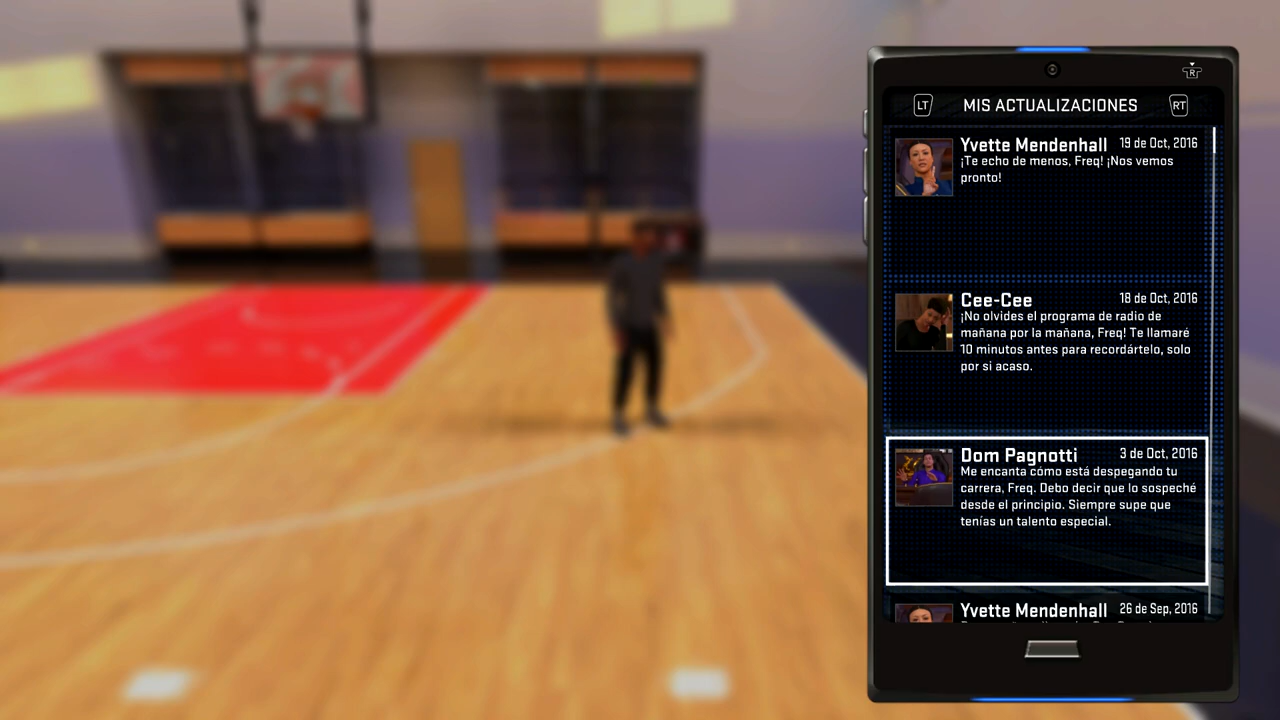 R
LT MIS ACTUALIZACIONES RT
Yvette Mendenhall 19 de Oct, 2016
¡Te echo de menos, Freq! ¡Nos vemos
pronto!
Cee-Cee 18 de Oct, 2016
¡No olvides el programa de radio de
mañana por la mañana, Freq! Te llamaré
10 minutos antes para recordártelo, solo
por si acaso.
Dom Pagnotti 3 de Oct, 2016
Me encanta cómo está despegando tu
carrera, Freq. Debo decir que lo sospeché
desde el principio. Siempre supe que
tenías un talento especial.
Yvette Mendenhall 26 de Sep, 2016